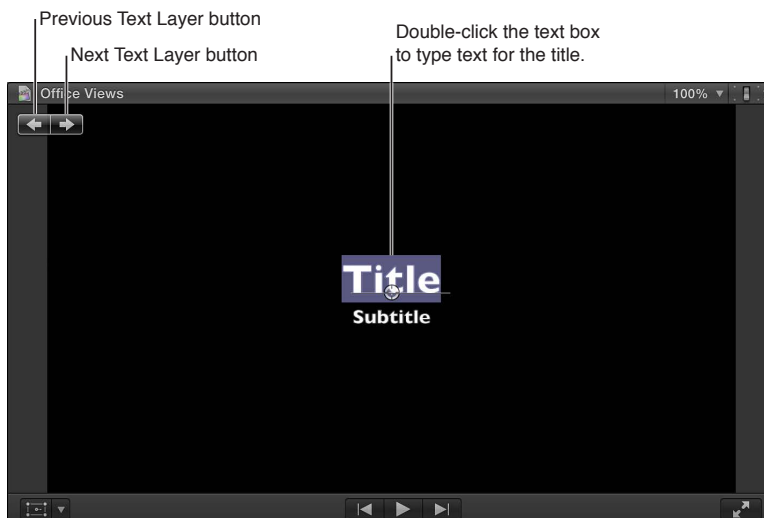 Previous Text Layer button
Next Text Layer button
Double-click the text box
to type text for the title.
Office Views
100%
Title
Subtitle